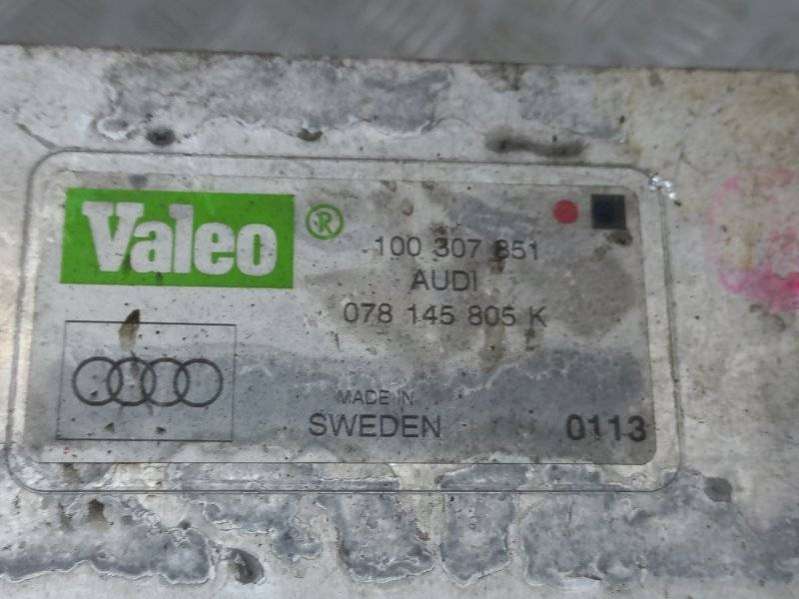 Valeo ®
100 307 851
AUDI
078 145 805 K
MADE IN
SWEDEN
0113